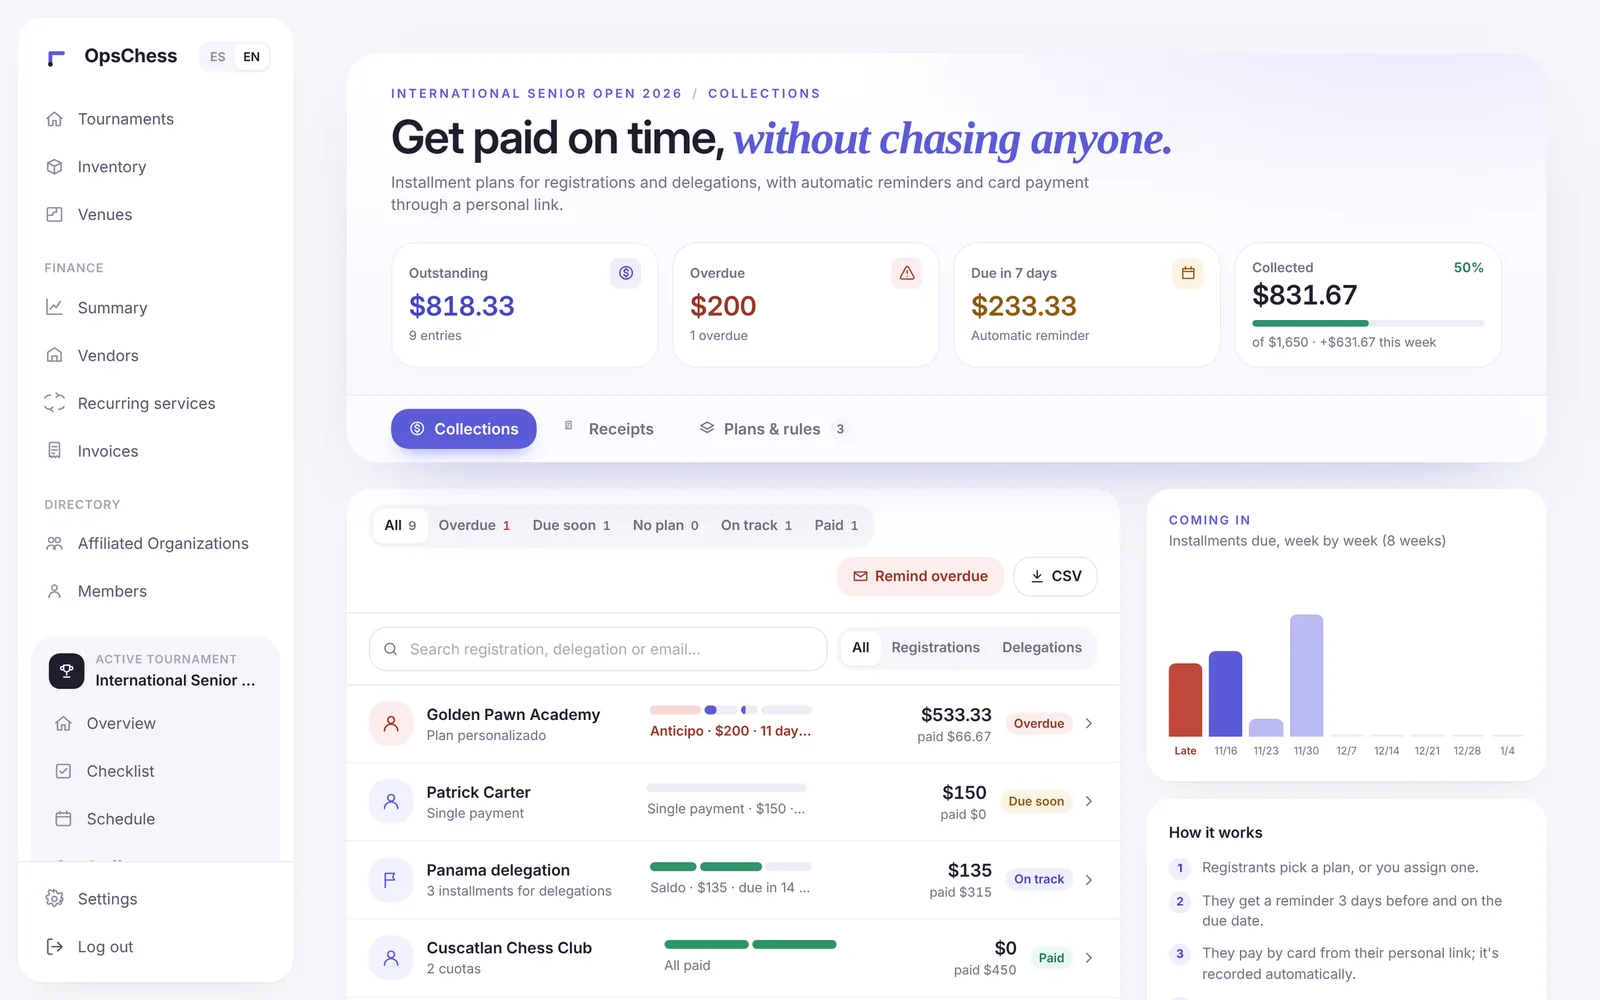 OpsChess
ES EN
Tournaments
Inventory
Venues
FINANCE
Summary
Vendors
Recurring services
Invoices
DIRECTORY
Affiliated Organizations
Members
ACTIVE TOURNAMENT
International Senior ...
Overview
Checklist
Schedule
Settings
Log out
INTERNATIONAL SENIOR OPEN 2026 / COLLECTIONS
Get paid on time, without chasing anyone.
Installment plans for registrations and delegations, with automatic reminders and card payment
through a personal link.
Outstanding
$818.33
9 entries
Overdue
$200
1 overdue
Due in 7 days
$233.33
Automatic reminder
Collected 50%
$831.67
of $1,650 · +$631.67 this week
Collections Receipts Plans & rules 3
All 9 Overdue 1 Due soon 1 No plan 0 On track 1 Paid 1
Remind overdue CSV
Search registration, delegation or email...
All Registrations Delegations
Golden Pawn Academy
Plan personalizado
Anticipo · $200 · 11 day...
$533.33
paid $66.67
Overdue
Patrick Carter
Single payment
Single payment · $150 ·...
$150
paid $0
Due soon
Panama delegation
3 installments for delegations
Saldo · $135 · due in 14 ...
$135
paid $315
On track
Cuscatlan Chess Club
2 cuotas
All paid
$0
paid $450
Paid
COMING IN
Installments due, week by week (8 weeks)
Late 11/16 11/23 11/30 12/7 12/14 12/21 12/28 1/4
How it works
1 Registrants pick a plan, or you assign one.
2 They get a reminder 3 days before and on the
due date.
3 They pay by card from their personal link; it's
recorded automatically.